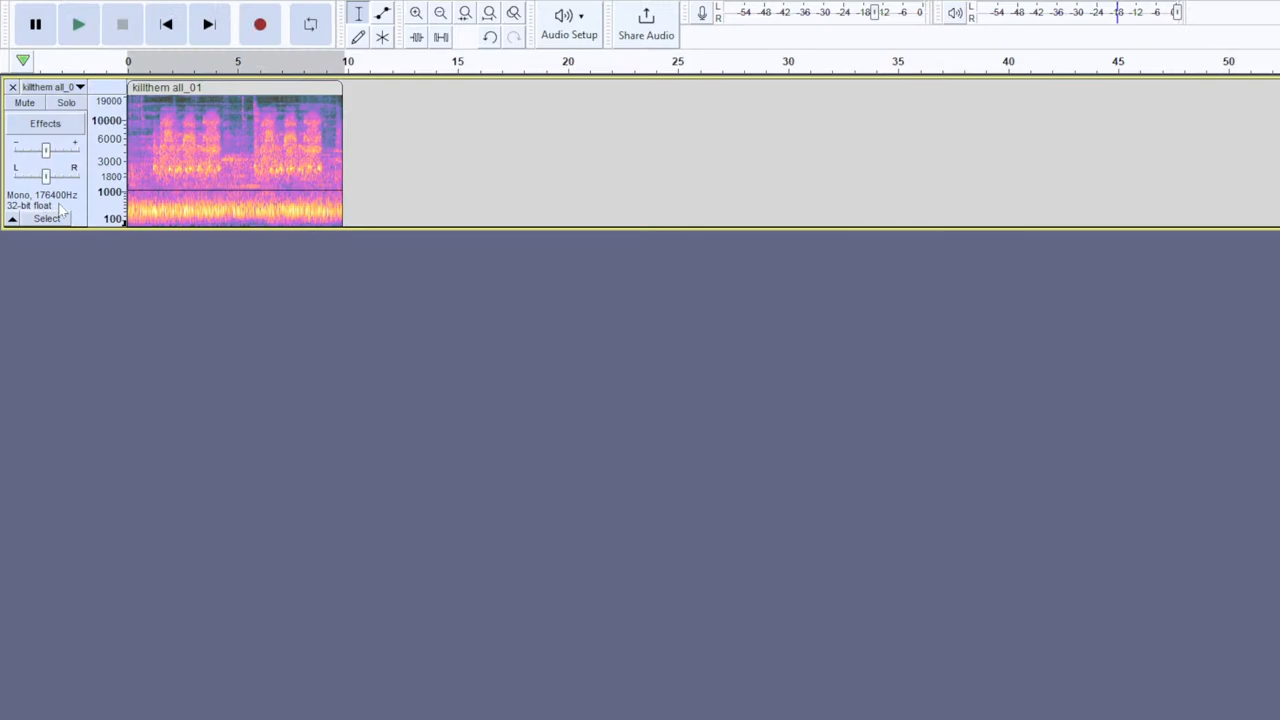 L
R
-54 -48 -42 -36 -30 -24 -18 -12 -6 0
L
R
-54 -48 -42 -36 -30 -24 -18 -12 -6 0
Audio Setup
Share Audio
0 5 10 15 20 25 30 35 40 45 50
killthem all_0
killthem all_01
Mute Solo
Effects
- +
L R
Mono, 176400Hz
32-bit float
Select
19000
10000
6000
3000
1800
1000
100